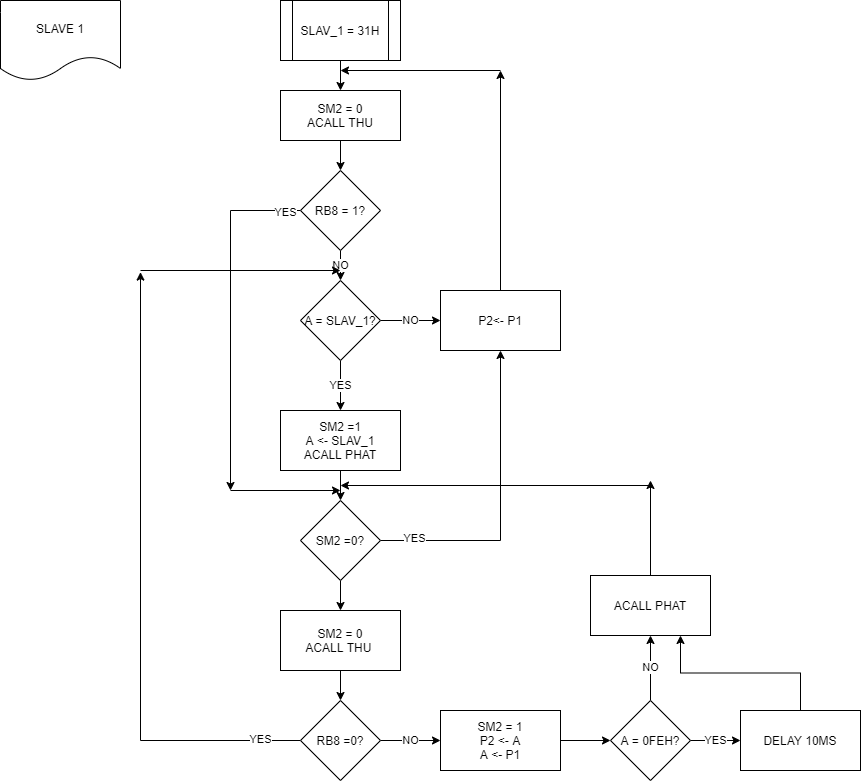 SLAVE 1
SLAV_1 = 31H
SM2 = 0
ACALL THU
YES
RB8 = 1?
NO
A = SLAV_1?
NO
P2<- P1
YES
SM2 =1
A <- SLAV_1
ACALL PHAT
SM2 =0?
YES
ACALL PHAT
SM2 = 0
ACALL THU
NO
YES
RB8 =0?
NO
SM2 = 1
P2 <- A
A <- P1
A = 0FEH?
YES
DELAY 10MS